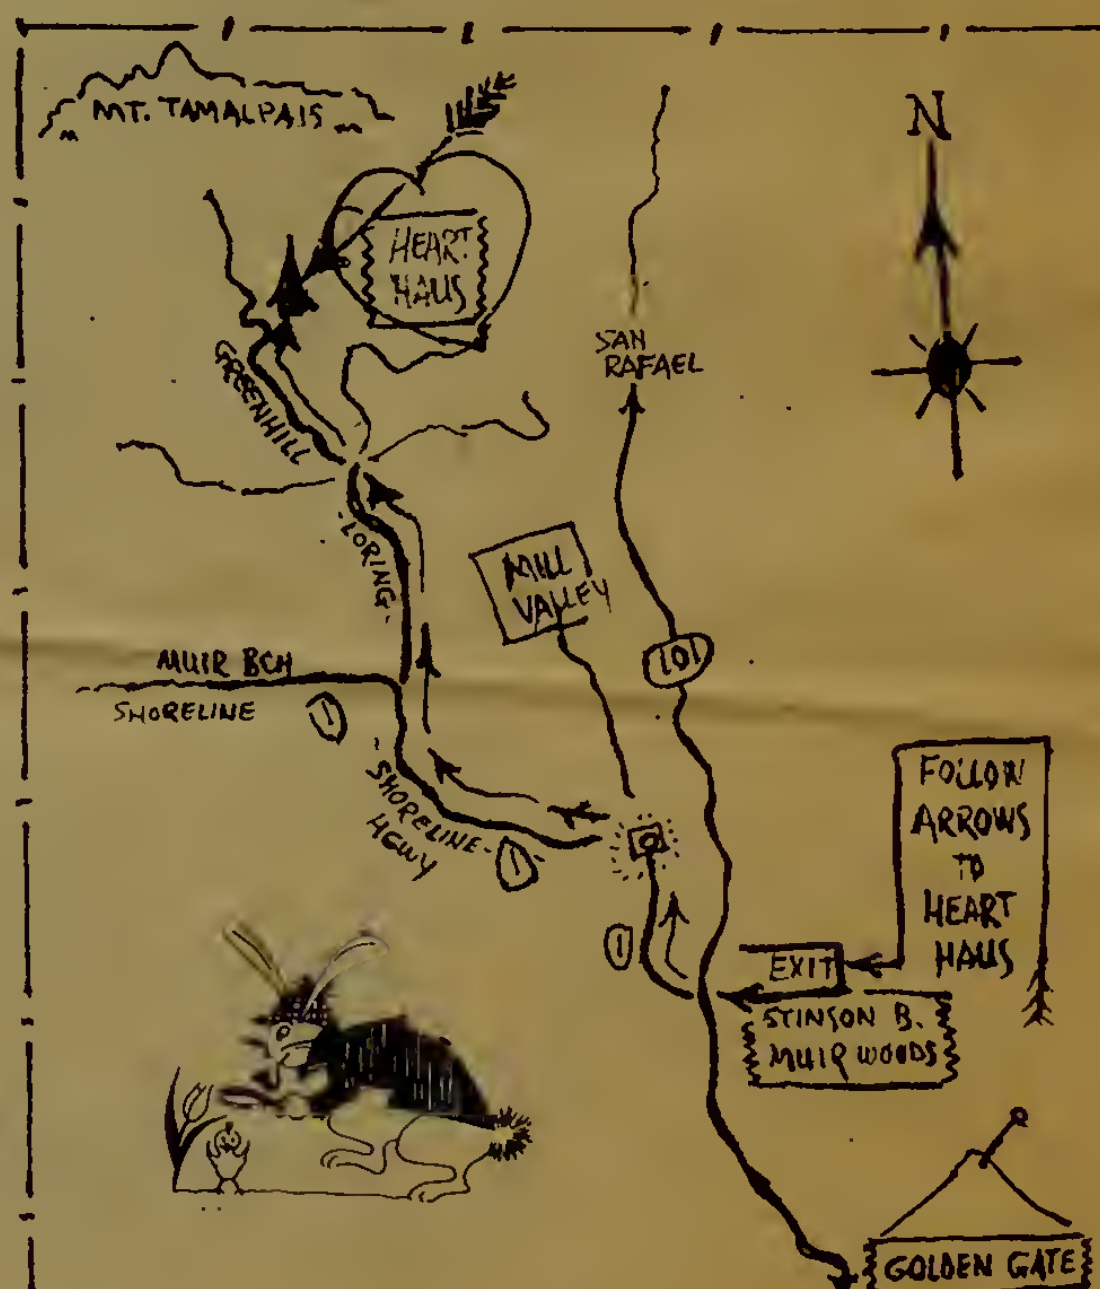 MT. TAMALPAIS
N
HEART
HAUS
SAN
RAFAEL
GREENHILL
-LORING-
MILL
VALLEY
101
MUIR BCH
SHORELINE
1
-SHORELINE-
HGWY
1
FOLLOW
ARROWS
TO
HEART
HAUS
1
EXIT
STINSON B.
MUIR WOODS
GOLDEN GATE